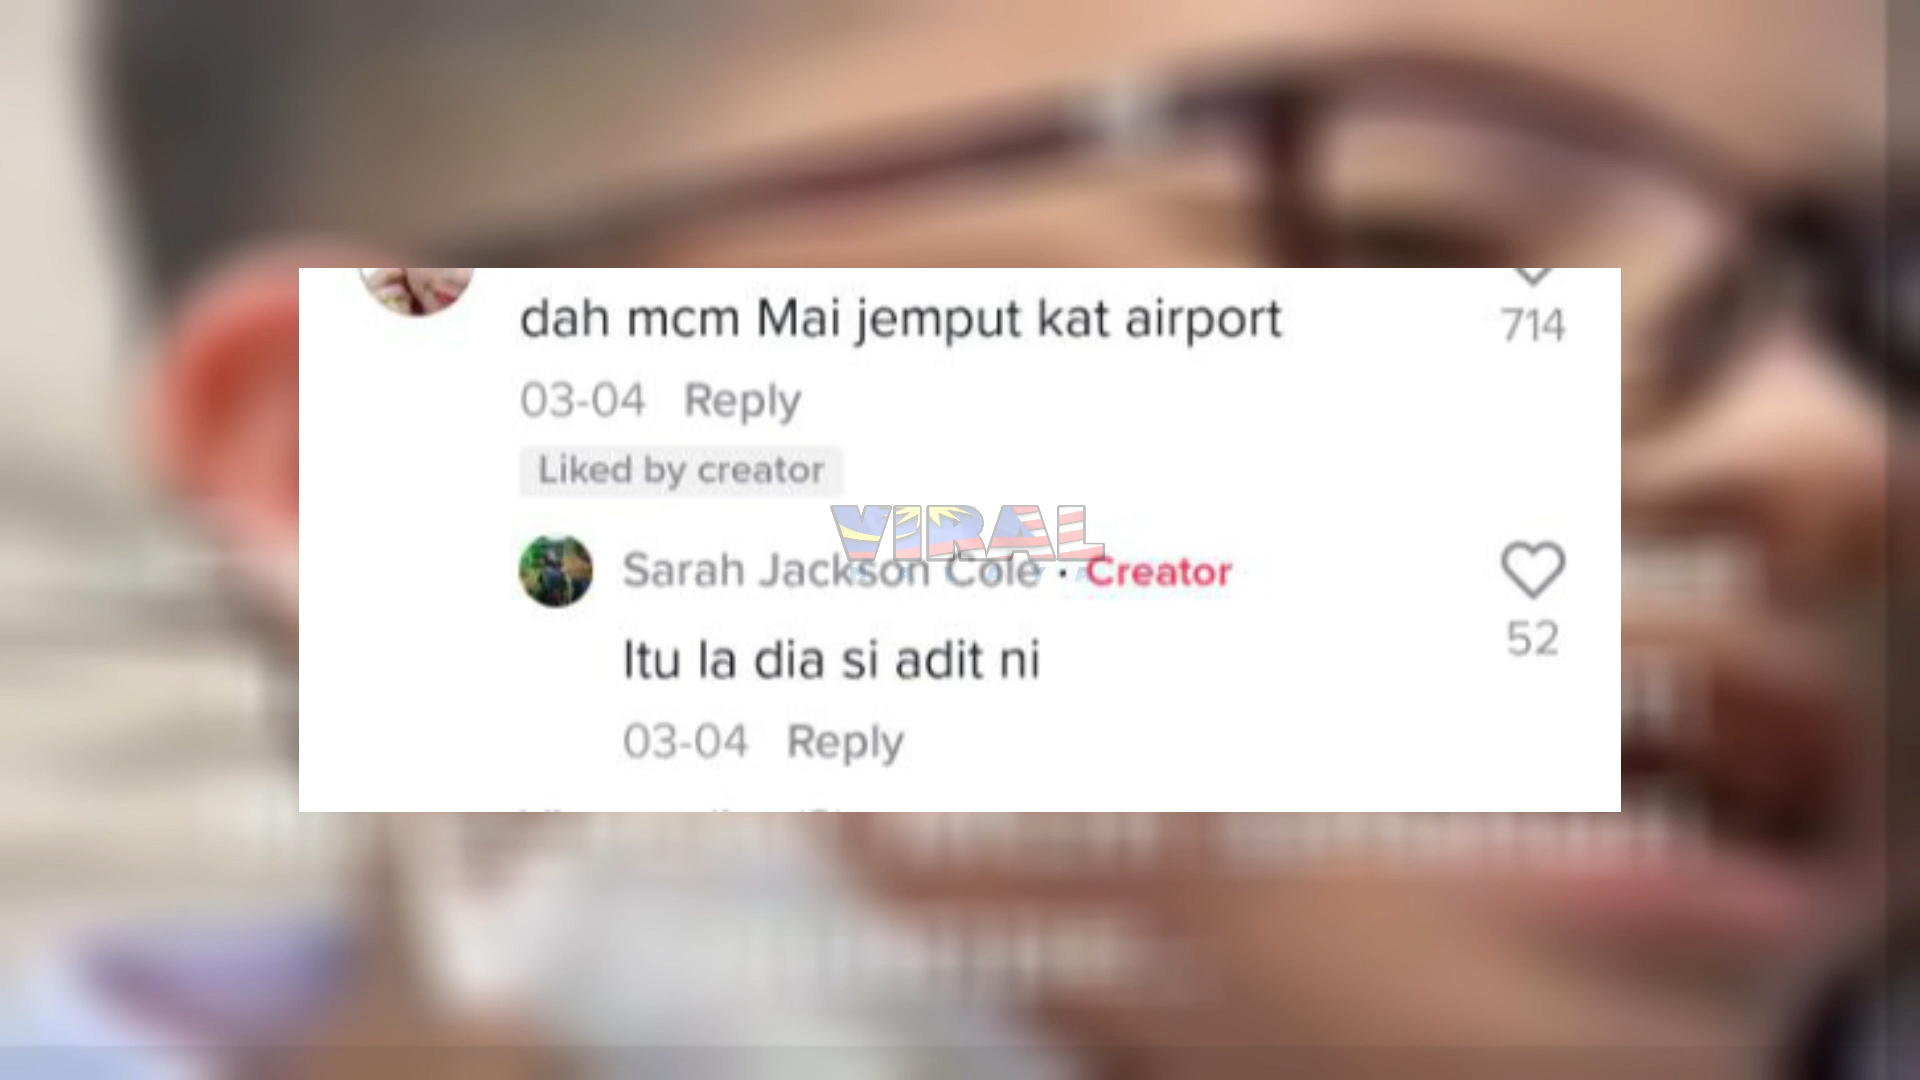 dah mcm Mai jemput kat airport
714
03-04 Reply
Liked by creator
VIRAL
Sarah Jackson Cole · Creator
Itu la dia si adit ni
52
03-04 Reply